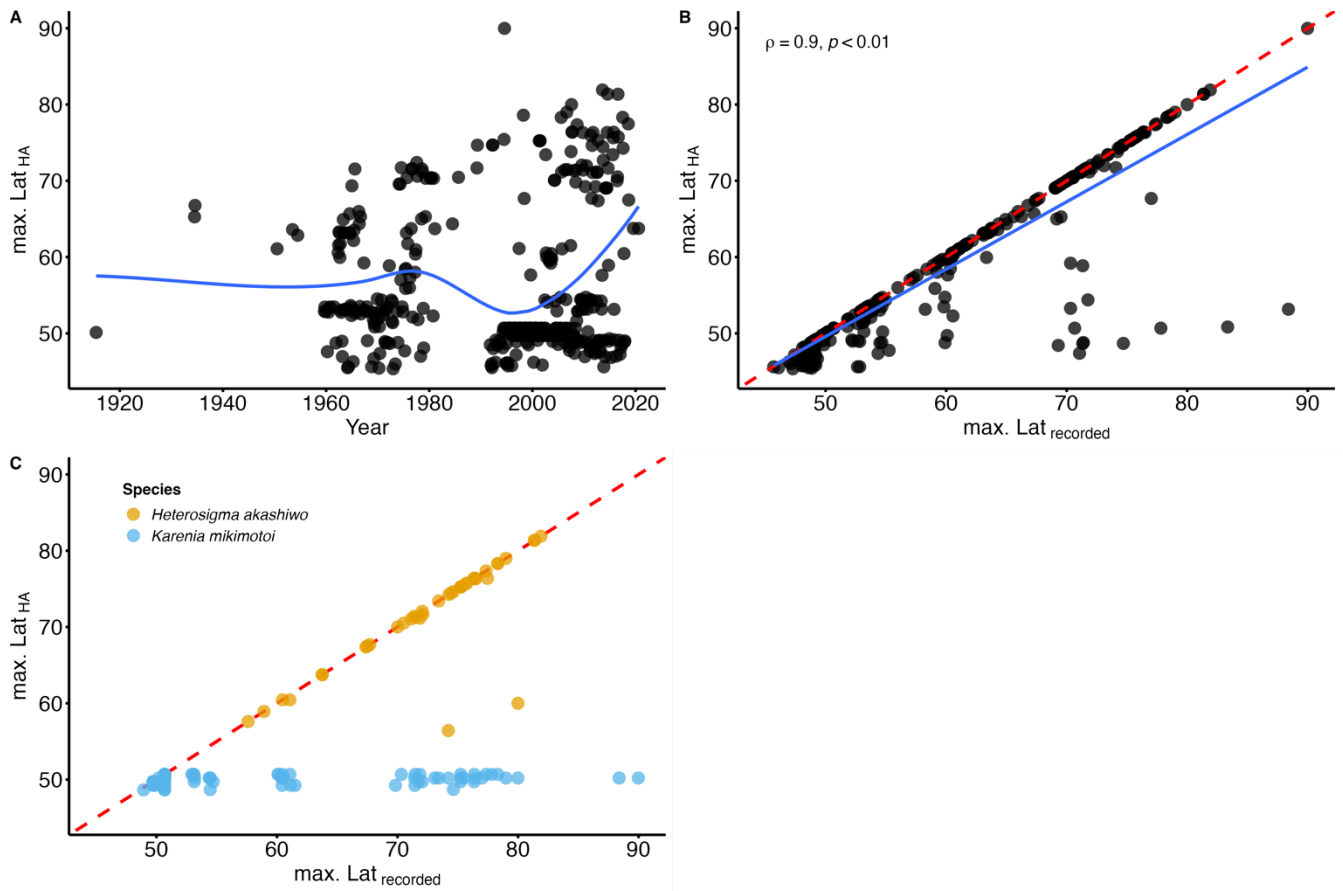 A
max. Lat HA
90
80
70
60
50
1920
1940
1960
1980
2000
2020
Year
B
max. Lat HA
90
80
70
60
50
ρ = 0.9, p < 0.01
50
60
70
80
90
max. Lat recorded
C
max. Lat HA
90
80
70
60
50
Species
Heterosigma akashiwo
Karenia mikimotoi
50
60
70
80
90
max. Lat recorded